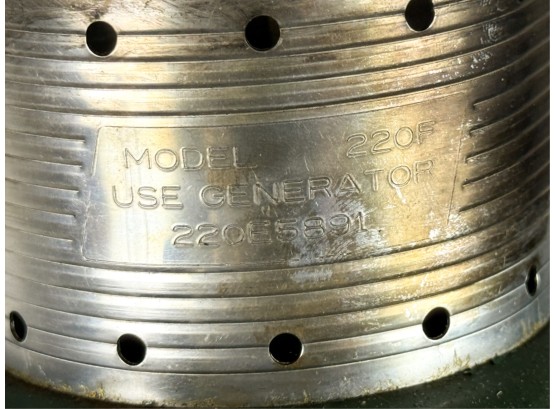 MODEL 220F
USE GENERATOR
220E5891